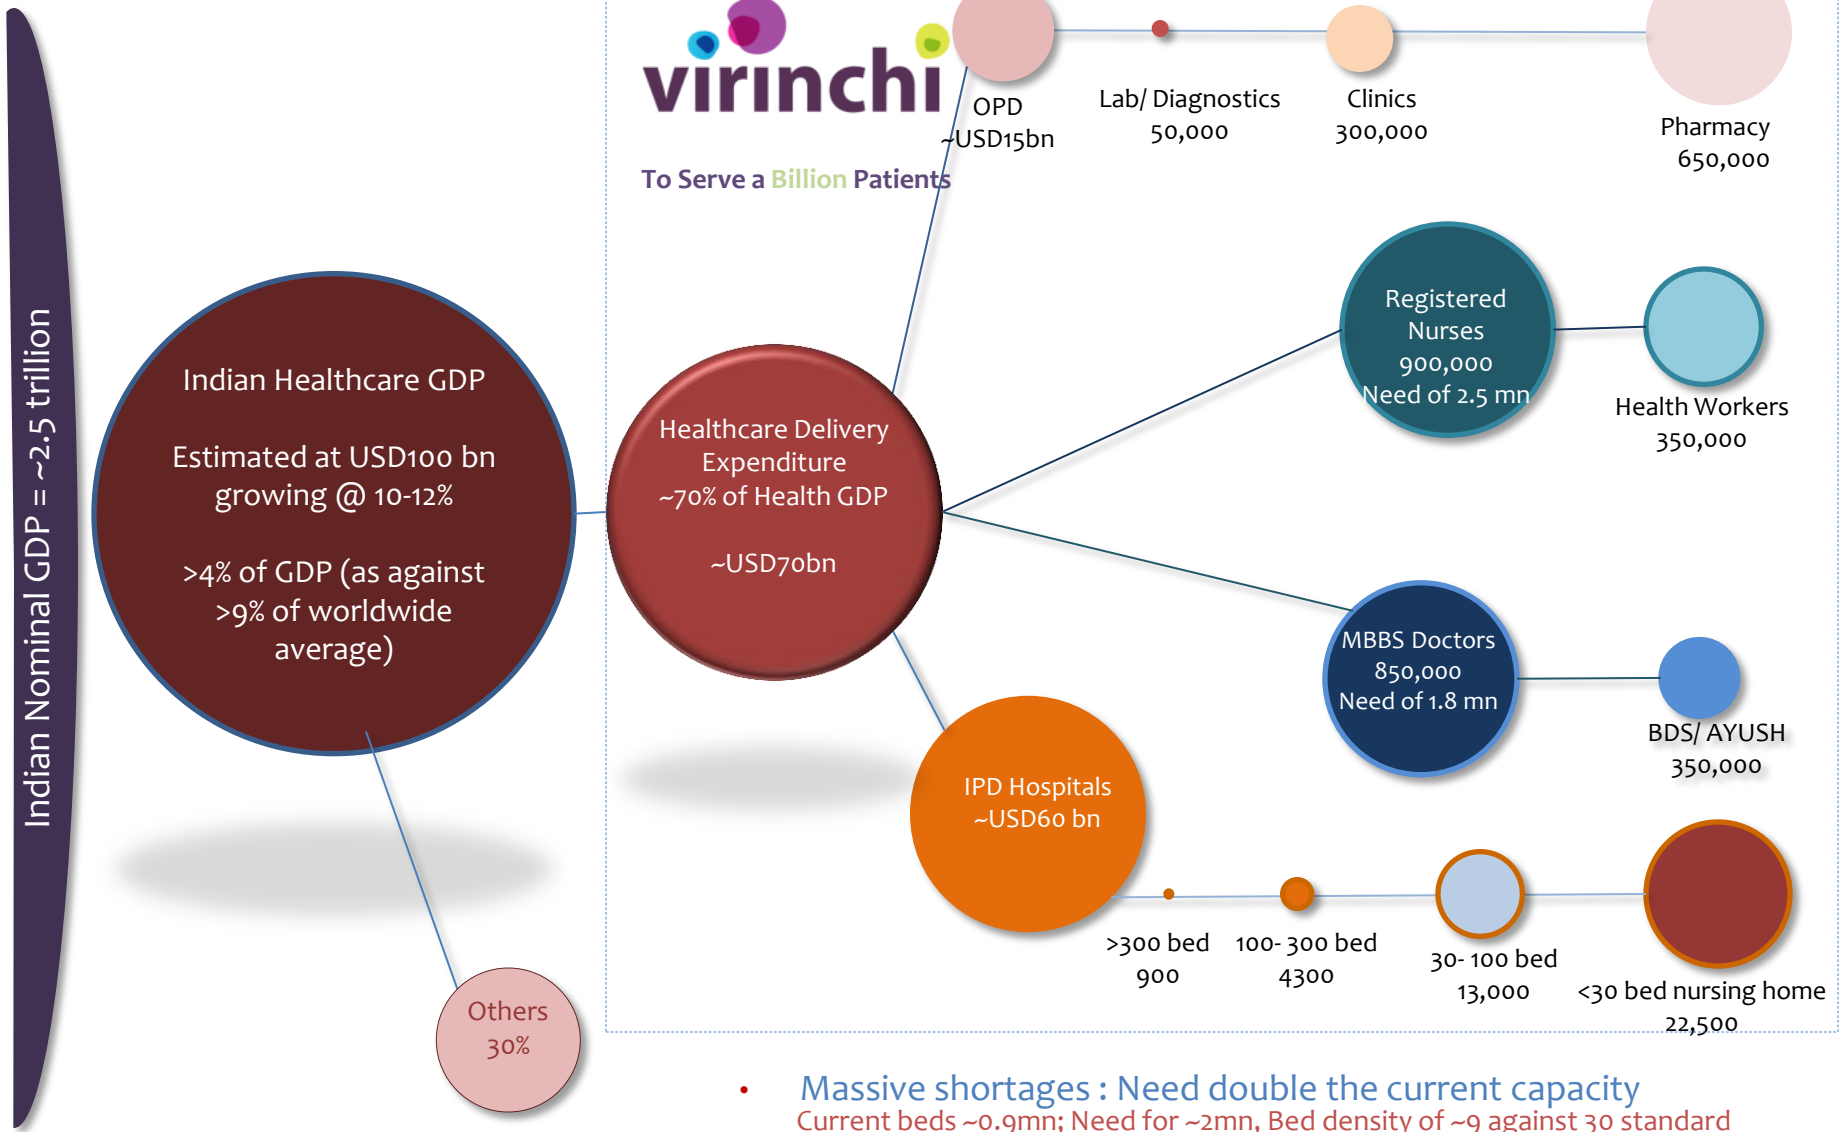 Indian Nominal GDP = ~2.5 trillion
Indian Healthcare GDP
Estimated at USD100 bn
growing @ 10-12%
>4% of GDP (as against
>9% of worldwide
average)
Others
30%
virinchi
To Serve a Billion Patients
Healthcare Delivery
Expenditure
~70% of Health GDP
~USD70bn
OPD
~USD15bn
Lab/ Diagnostics
50,000
Clinics
300,000
Pharmacy
650,000
Registered
Nurses
900,000
Need of 2.5 mn
Health Workers
350,000
MBBS Doctors
850,000
Need of 1.8 mn
BDS/ AYUSH
350,000
IPD Hospitals
~USD60 bn
>300 bed
900
100- 300 bed
4300
30- 100 bed
13,000
<30 bed nursing home
22,500
• Massive shortages : Need double the current capacity
Current beds ~0.9mn; Need for ~2mn, Bed density of ~9 against 30 standard